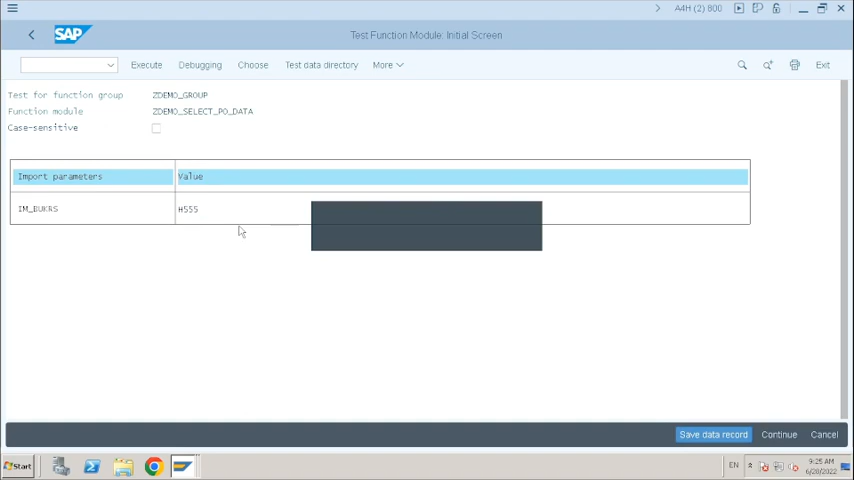 A4H (2) 800
SAP
Test Function Module: Initial Screen
Execute
Debugging
Choose
Test data directory
More
Exit
Test for function group ZDEMO_GROUP
Function module ZDEMO_SELECT_PO_DATA
Case-sensitive
Import parameters Value
IM_BUKRS H555
Save data record
Continue
Cancel
Start
EN
9:25 AM
6/28/2022